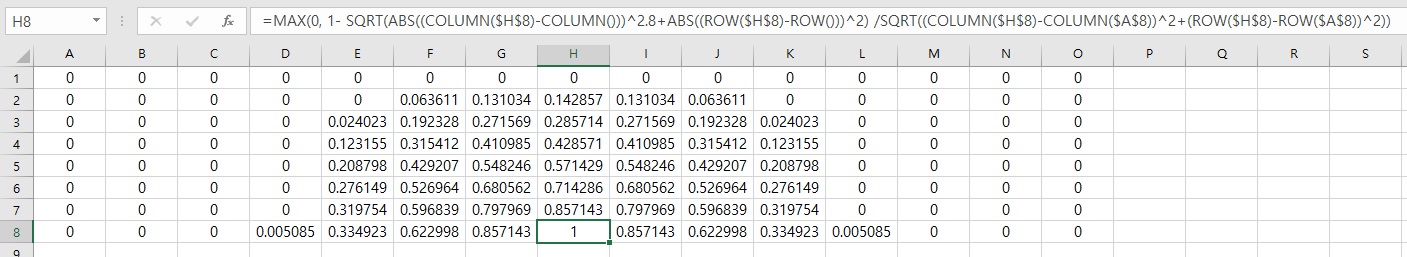 H8 fx =MAX(0, 1- SQRT(ABS((COLUMN($H$8)-COLUMN()))^2.8+ABS((ROW($H$8)-ROW()))^2) /SQRT((COLUMN($H$8)-COLUMN($A$8))^2+(ROW($H$8)-ROW($A$8))^2))
A B C D E F G H I J K L M N O P Q R S
1 0 0 0 0 0 0 0 0 0 0 0 0 0 0 0
2 0 0 0 0 0 0.063611 0.131034 0.142857 0.131034 0.063611 0 0 0 0 0
3 0 0 0 0 0.024023 0.192328 0.271569 0.285714 0.271569 0.192328 0.024023 0 0 0 0
4 0 0 0 0 0.123155 0.315412 0.410985 0.428571 0.410985 0.315412 0.123155 0 0 0 0
5 0 0 0 0 0.208798 0.429207 0.548246 0.571429 0.548246 0.429207 0.208798 0 0 0 0
6 0 0 0 0 0.276149 0.526964 0.680562 0.714286 0.680562 0.526964 0.276149 0 0 0 0
7 0 0 0 0 0.319754 0.596839 0.797969 0.857143 0.797969 0.596839 0.319754 0 0 0 0
8 0 0 0 0.005085 0.334923 0.622998 0.857143 1 0.857143 0.622998 0.334923 0.005085 0 0 0
9